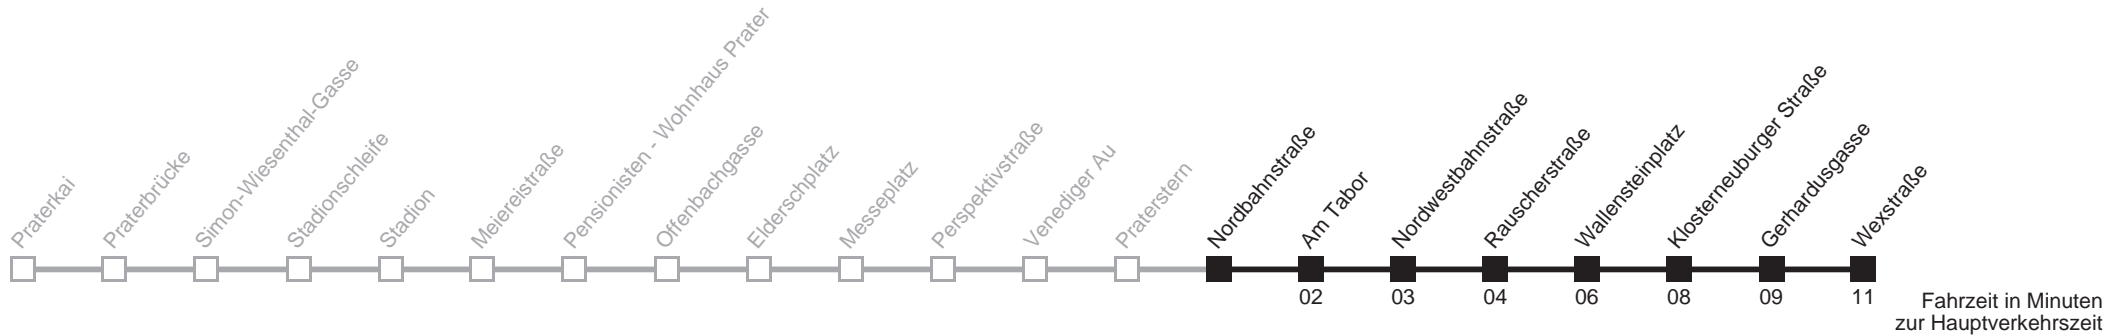 Praterkai
Praterbrücke
Simon-Wiesenthal-Gasse
Stadionschleife
Stadion
Meiereistraße
Pensionisten - Wohnhaus Prater
Offenbachgasse
Elderschplatz
Messeplatz
Perspektivstraße
Venediger Au
Praterstern
Nordbahnstraße
Am Tabor
Nordwestbahnstraße
Rauscherstraße
Wallensteinplatz
Klosterneuburger Straße
Gerhardusgasse
Wexstraße
02 03 04 06 08 09 11
Fahrzeit in Minuten
zur Hauptverkehrszeit